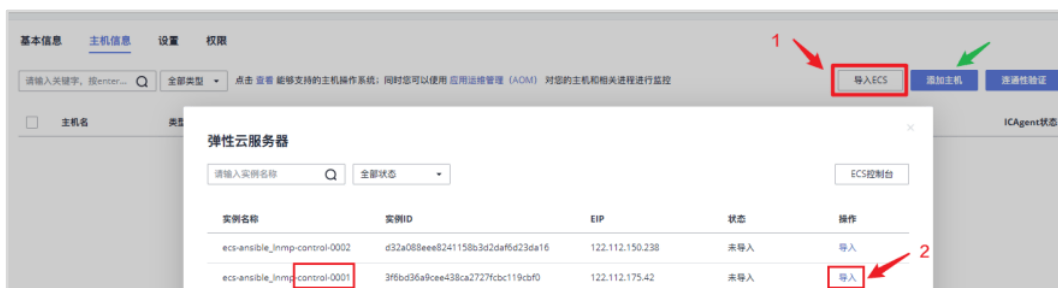 基本信息 主机信息 设置 权限
1
请输入关键字，按enter... 全部类型 点击 查看 能够支持的主机操作系统；同时您可以使用 应用运维管理（AOM） 对您的主机和相关进程进行监控 导入ECS 添加主机 连通性验证
主机名 类型 ICAgent状态
弹性云服务器 ×
请输入实例名称 全部状态 ECS控制台
实例名称 实例ID EIP 状态 操作
ecs-ansible_lnmp-control-0002 d32a088eee8241158b3d2daf6d23da16 122.112.150.238 未导入 导入
2
ecs-ansible_lnmp-control-0001 3f6bd36a9cee438ca2727fcbc119cbf0 122.112.175.42 未导入 导入